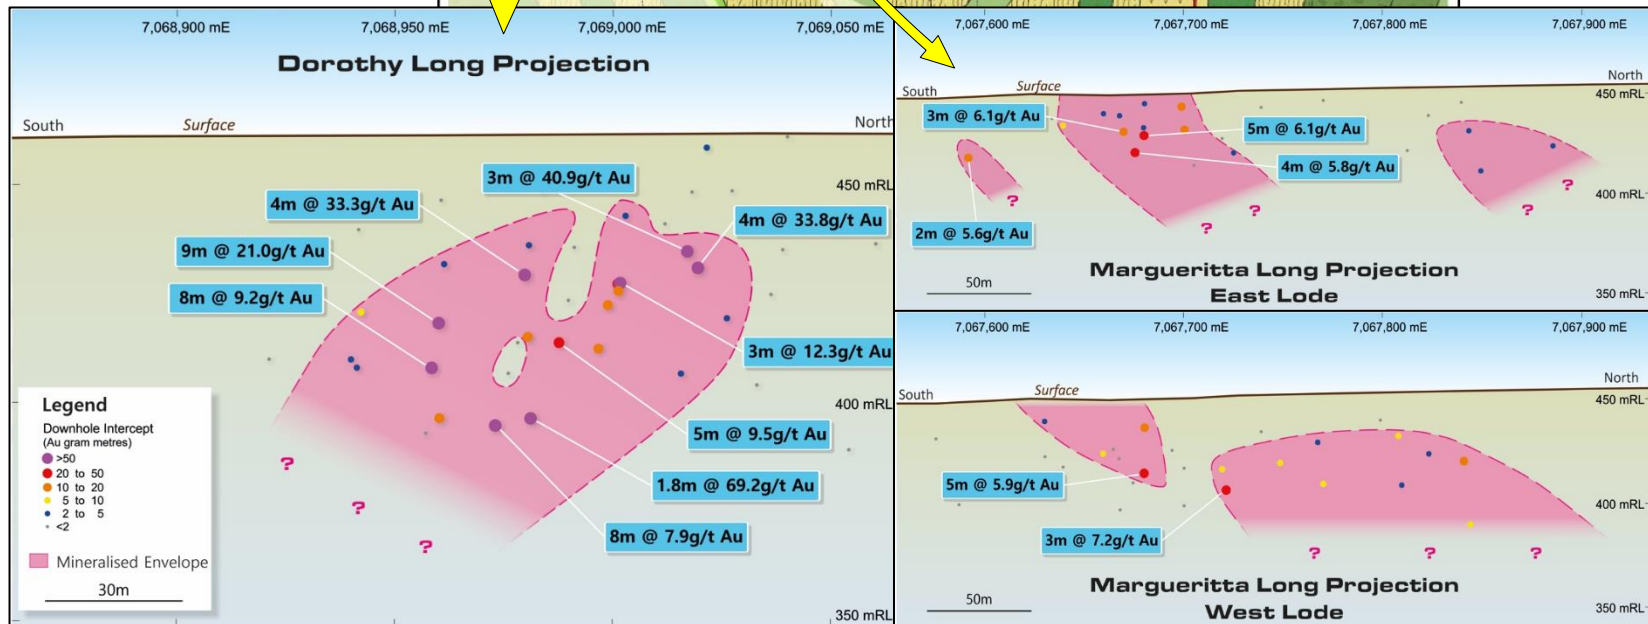 7,068,900 mE
7,068,950 mE
7,069,000 mE
7,069,050 mE
Dorothy Long Projection
South
Surface
North
450 mRL
3m @ 40.9g/t Au
4m @ 33.3g/t Au
4m @ 33.8g/t Au
9m @ 21.0g/t Au
8m @ 9.2g/t Au
3m @ 12.3g/t Au
400 mRL
5m @ 9.5g/t Au
1.8m @ 69.2g/t Au
8m @ 7.9g/t Au
?
?
?
350 mRL
Legend
Downhole Intercept
(Au gram metres)
>50
20 to 50
10 to 20
5 to 10
2 to 5
<2
Mineralised Envelope
30m
7,067,600 mE
7,067,700 mE
7,067,800 mE
7,067,900 mE
South
Surface
North
450 mRL
3m @ 6.1g/t Au
5m @ 6.1g/t Au
4m @ 5.8g/t Au
400 mRL
2m @ 5.6g/t Au
?
?
?
?
?
Margueritta Long Projection
East Lode
50m
350 mRL
7,067,600 mE
7,067,700 mE
7,067,800 mE
7,067,900 mE
South
Surface
North
450 mRL
5m @ 5.9g/t Au
3m @ 7.2g/t Au
400 mRL
?
?
?
Margueritta Long Projection
West Lode
50m
350 mRL